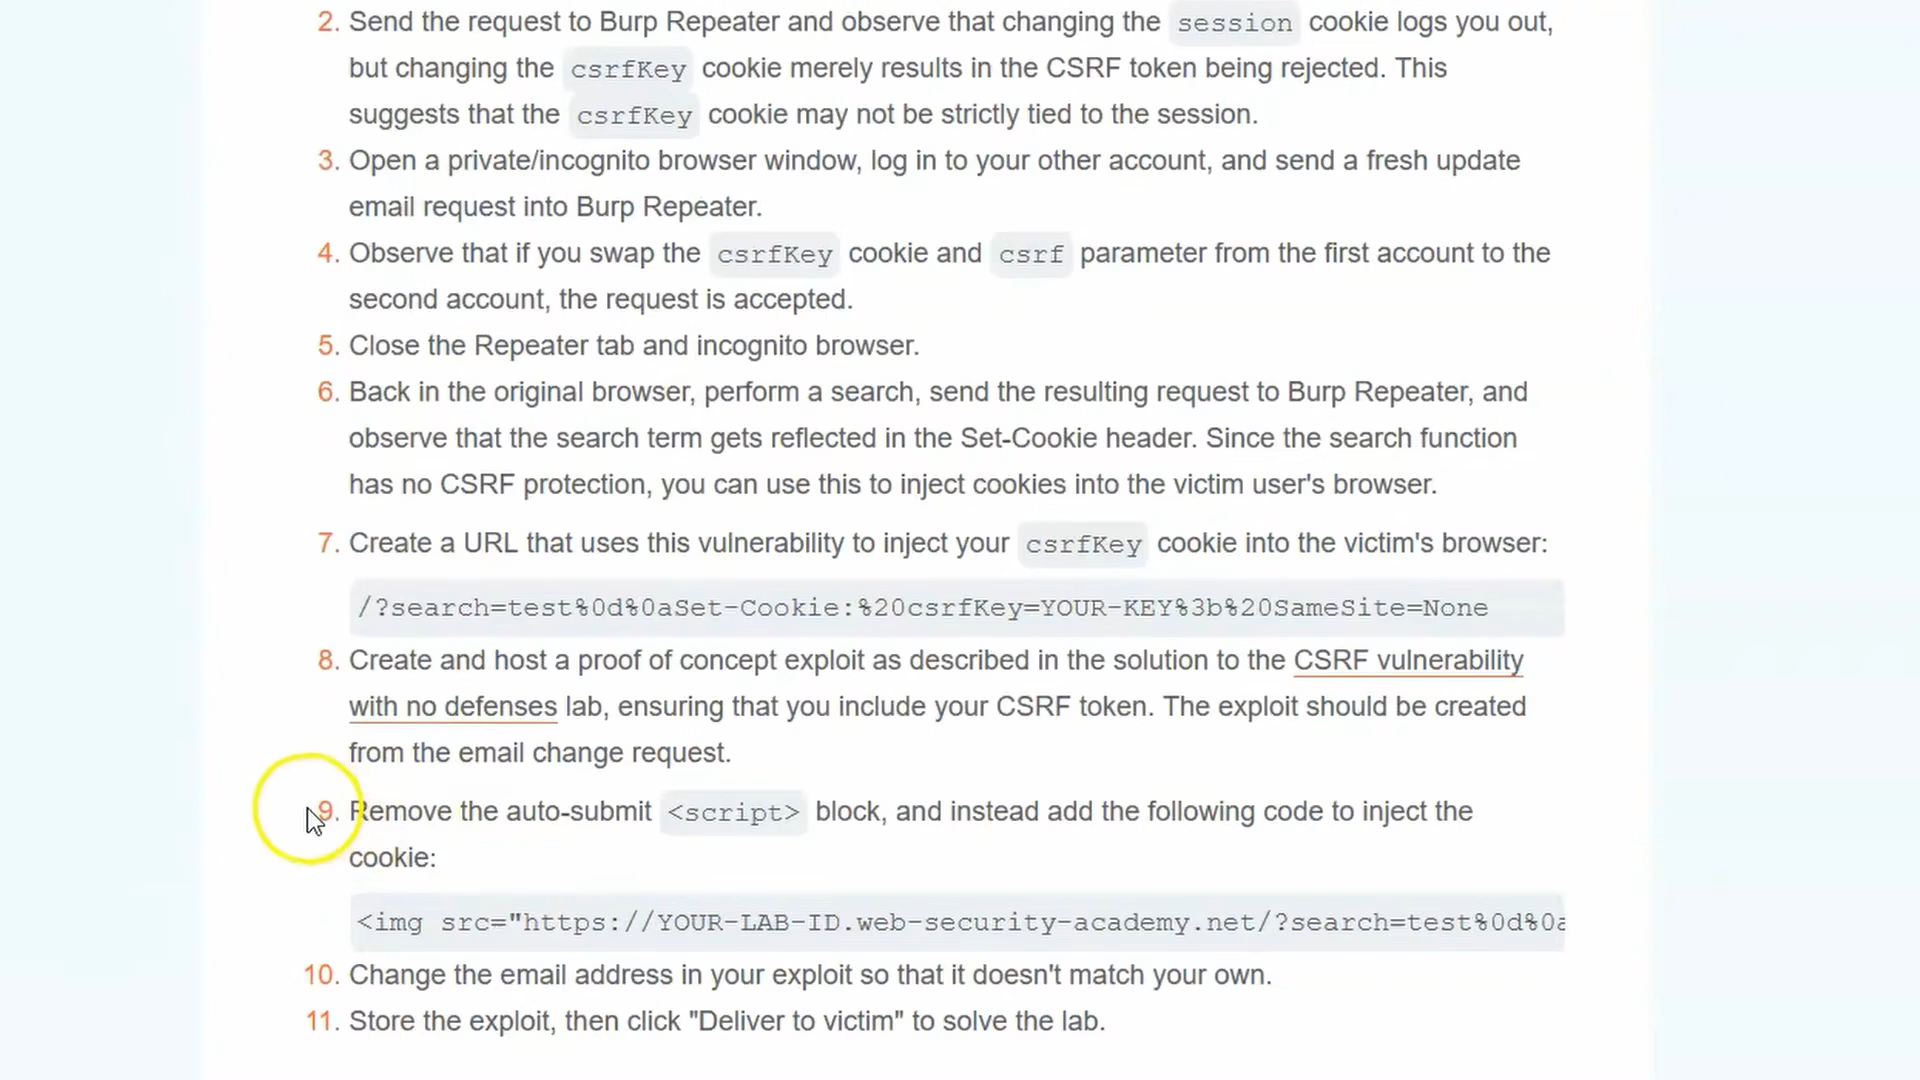 2. Send the request to Burp Repeater and observe that changing the session cookie logs you out,
but changing the csrfKey cookie merely results in the CSRF token being rejected. This
suggests that the csrfKey cookie may not be strictly tied to the session.
3. Open a private/incognito browser window, log in to your other account, and send a fresh update
email request into Burp Repeater.
4. Observe that if you swap the csrfKey cookie and csrf parameter from the first account to the
second account, the request is accepted.
5. Close the Repeater tab and incognito browser.
6. Back in the original browser, perform a search, send the resulting request to Burp Repeater, and
observe that the search term gets reflected in the Set-Cookie header. Since the search function
has no CSRF protection, you can use this to inject cookies into the victim user's browser.
7. Create a URL that uses this vulnerability to inject your csrfKey cookie into the victim's browser:
/?search=test%0d%0aSet-Cookie:%20csrfKey=YOUR-KEY%3b%20SameSite=None
8. Create and host a proof of concept exploit as described in the solution to the CSRF vulnerability
with no defenses lab, ensuring that you include your CSRF token. The exploit should be created
from the email change request.
9. Remove the auto-submit <script> block, and instead add the following code to inject the
cookie:
<img src="https://YOUR-LAB-ID.web-security-academy.net/?search=test%0d%0a
10. Change the email address in your exploit so that it doesn't match your own.
11. Store the exploit, then click "Deliver to victim" to solve the lab.